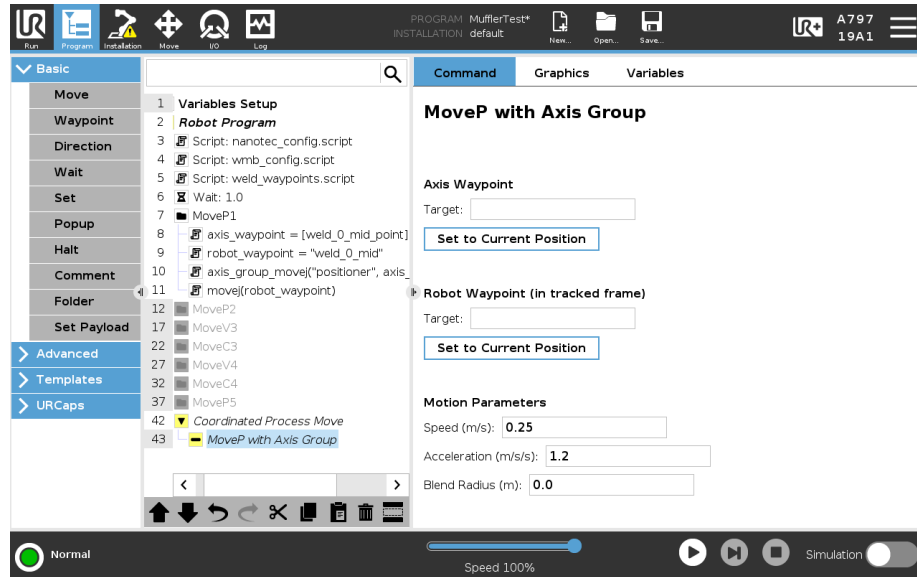 PROGRAM MufflerTest*
INSTALLATION default
Run
Program
Installation
Move
I/O
Log
New...
Open...
Save...
UR+
A797
19A1
Basic
Move
Waypoint
Direction
Wait
Set
Popup
Halt
Comment
Folder
Set Payload
Advanced
Templates
URCaps
1 Variables Setup
2 Robot Program
3 Script: nanotec_config.script
4 Script: wmb_config.script
5 Script: weld_waypoints.script
6 Wait: 1.0
7 MoveP1
8 axis_waypoint = [weld_0_mid_point]
9 robot_waypoint = "weld_0_mid"
10 axis_group_movej("positioner", axis_
11 movej(robot_waypoint)
12 MoveP2
17 MoveV3
22 MoveC3
27 MoveV4
32 MoveC4
37 MoveP5
42 Coordinated Process Move
43 MoveP with Axis Group
Command Graphics Variables
MoveP with Axis Group
Axis Waypoint
Target:
Set to Current Position
Robot Waypoint (in tracked frame)
Target:
Set to Current Position
Motion Parameters
Speed (m/s): 0.25
Acceleration (m/s/s): 1.2
Blend Radius (m): 0.0
Normal
Speed 100%
Simulation